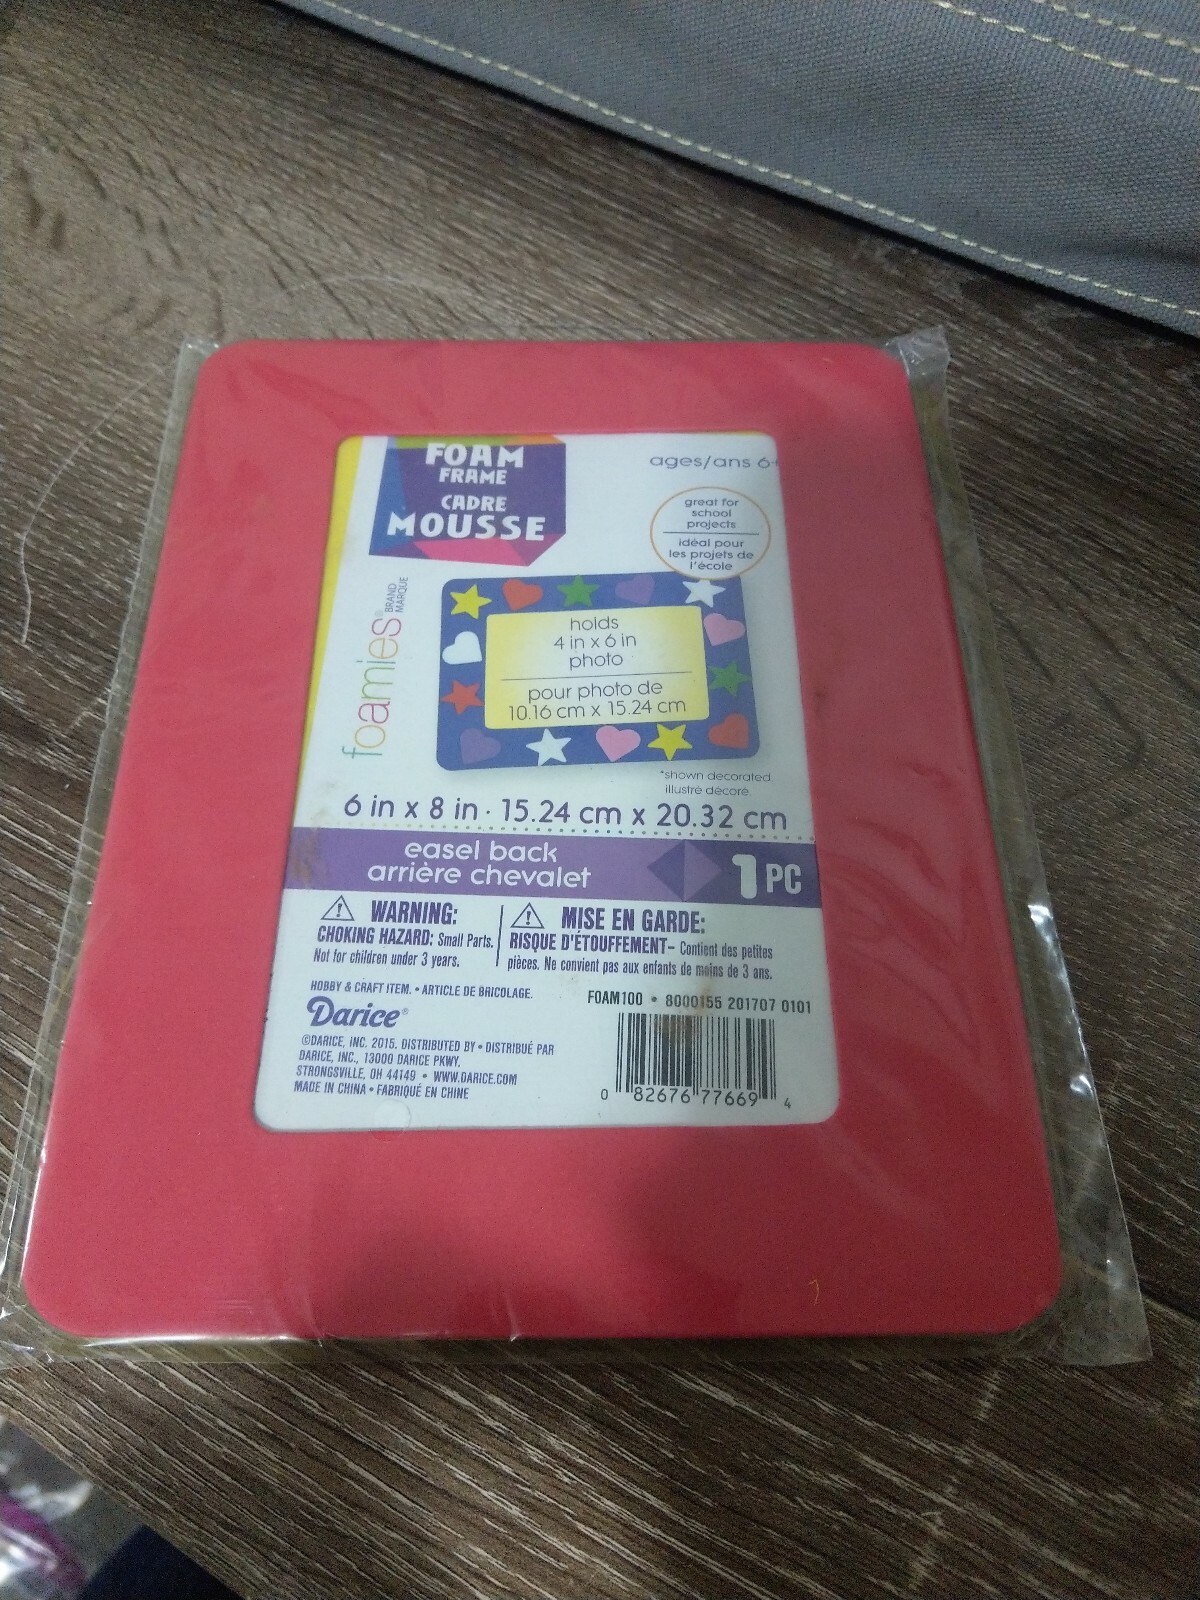 FOAM
FRAME
CADRE
MOUSSE
ages/ans 6+
great for
school
projects
idéal pour
les projets de
l'école
foamies®
BRAND
MARQUE
holds
4 in x 6 in
photo
pour photo de
10.16 cm x 15.24 cm
*shown decorated
illustré décoré.
6 in x 8 in · 15.24 cm x 20.32 cm
easel back
arrière chevalet
1 PC
WARNING:
CHOKING HAZARD: Small Parts.
Not for children under 3 years.
MISE EN GARDE:
RISQUE D'ÉTOUFFEMENT– Contient des petites
pièces. Ne convient pas aux enfants de moins de 3 ans.
HOBBY & CRAFT ITEM. • ARTICLE DE BRICOLAGE.
Darice®
©DARICE, INC. 2015. DISTRIBUTED BY • DISTRIBUÉ PAR
DARICE, INC., 13000 DARICE PKWY.
STRONGSVILLE, OH 44149 • WWW.DARICE.COM
MADE IN CHINA • FABRIQUÉ EN CHINE
FOAM100 • 8000155 201707 0101
0 82676 77669 4